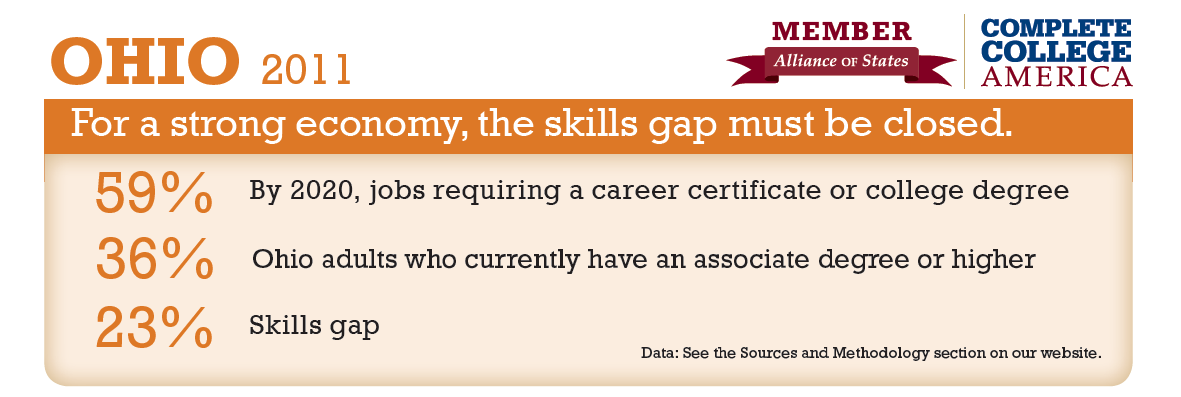 OHIO 2011
MEMBER
Alliance OF States
COMPLETE
COLLEGE
AMERICA
For a strong economy, the skills gap must be closed.
59% By 2020, jobs requiring a career certificate or college degree
36% Ohio adults who currently have an associate degree or higher
23% Skills gap
Data: See the Sources and Methodology section on our website.